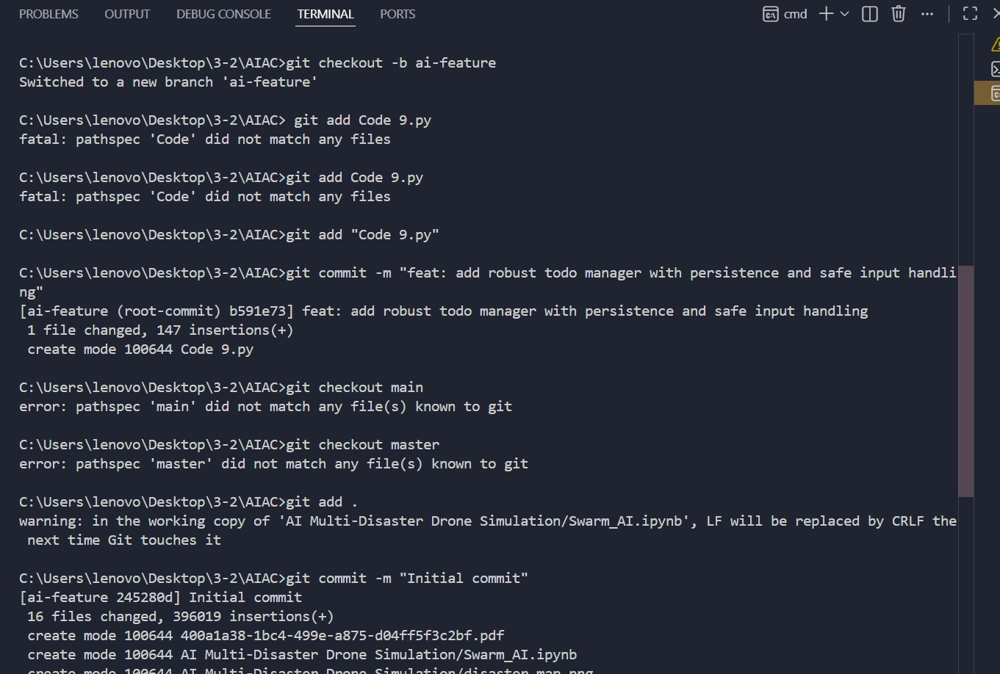 PROBLEMS OUTPUT DEBUG CONSOLE TERMINAL PORTS cmd
C:\Users\lenovo\Desktop\3-2\AIAC>git checkout -b ai-feature
Switched to a new branch 'ai-feature'
C:\Users\lenovo\Desktop\3-2\AIAC> git add Code 9.py
fatal: pathspec 'Code' did not match any files
C:\Users\lenovo\Desktop\3-2\AIAC>git add Code 9.py
fatal: pathspec 'Code' did not match any files
C:\Users\lenovo\Desktop\3-2\AIAC>git add "Code 9.py"
C:\Users\lenovo\Desktop\3-2\AIAC>git commit -m "feat: add robust todo manager with persistence and safe input handli
ng"
[ai-feature (root-commit) b591e73] feat: add robust todo manager with persistence and safe input handling
1 file changed, 147 insertions(+)
create mode 100644 Code 9.py
C:\Users\lenovo\Desktop\3-2\AIAC>git checkout main
error: pathspec 'main' did not match any file(s) known to git
C:\Users\lenovo\Desktop\3-2\AIAC>git checkout master
error: pathspec 'master' did not match any file(s) known to git
C:\Users\lenovo\Desktop\3-2\AIAC>git add .
warning: in the working copy of 'AI Multi-Disaster Drone Simulation/Swarm_AI.ipynb', LF will be replaced by CRLF the
next time Git touches it
C:\Users\lenovo\Desktop\3-2\AIAC>git commit -m "Initial commit"
[ai-feature 245280d] Initial commit
16 files changed, 396019 insertions(+)
create mode 100644 400a1a38-1bc4-499e-a875-d04ff5f3c2bf.pdf
create mode 100644 AI Multi-Disaster Drone Simulation/Swarm_AI.ipynb
create mode 100644 AI Multi-Disaster Drone Simulation/disaster_map.png